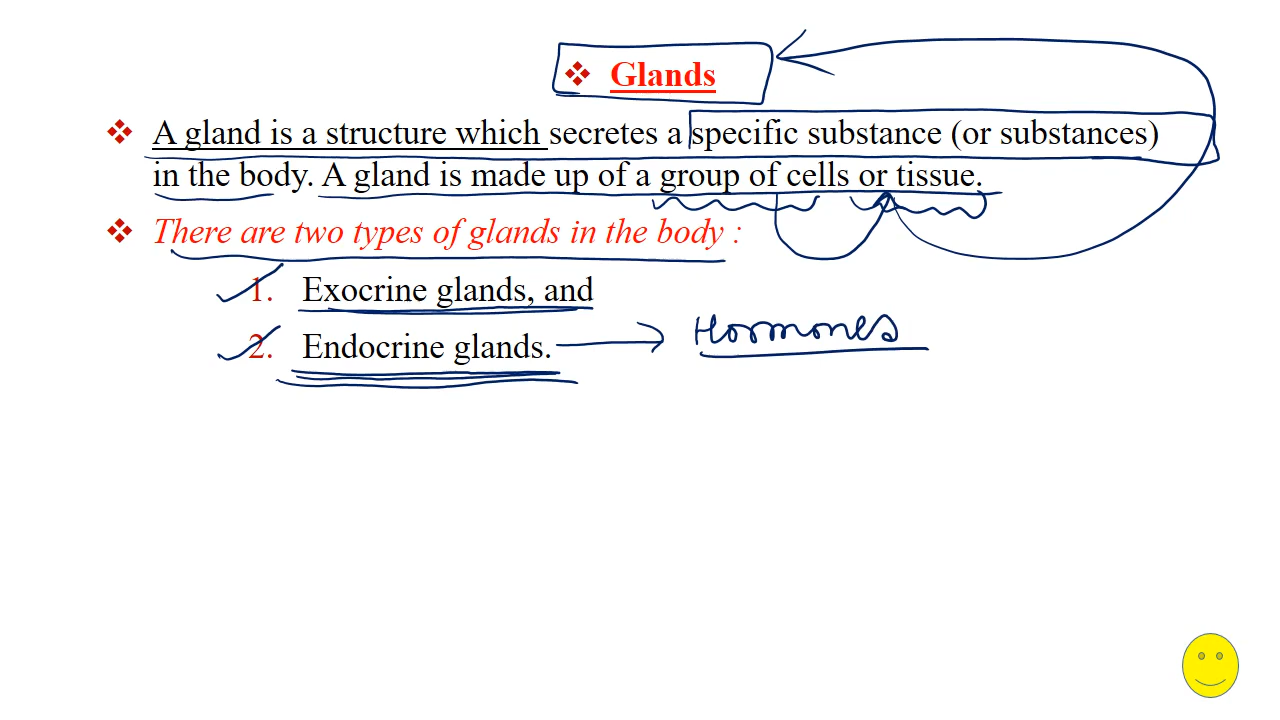 ❖ Glands
❖ A gland is a structure which secretes a specific substance (or substances)
in the body. A gland is made up of a group of cells or tissue.
❖ There are two types of glands in the body :
1. Exocrine glands, and
2. Endocrine glands. → Hormones